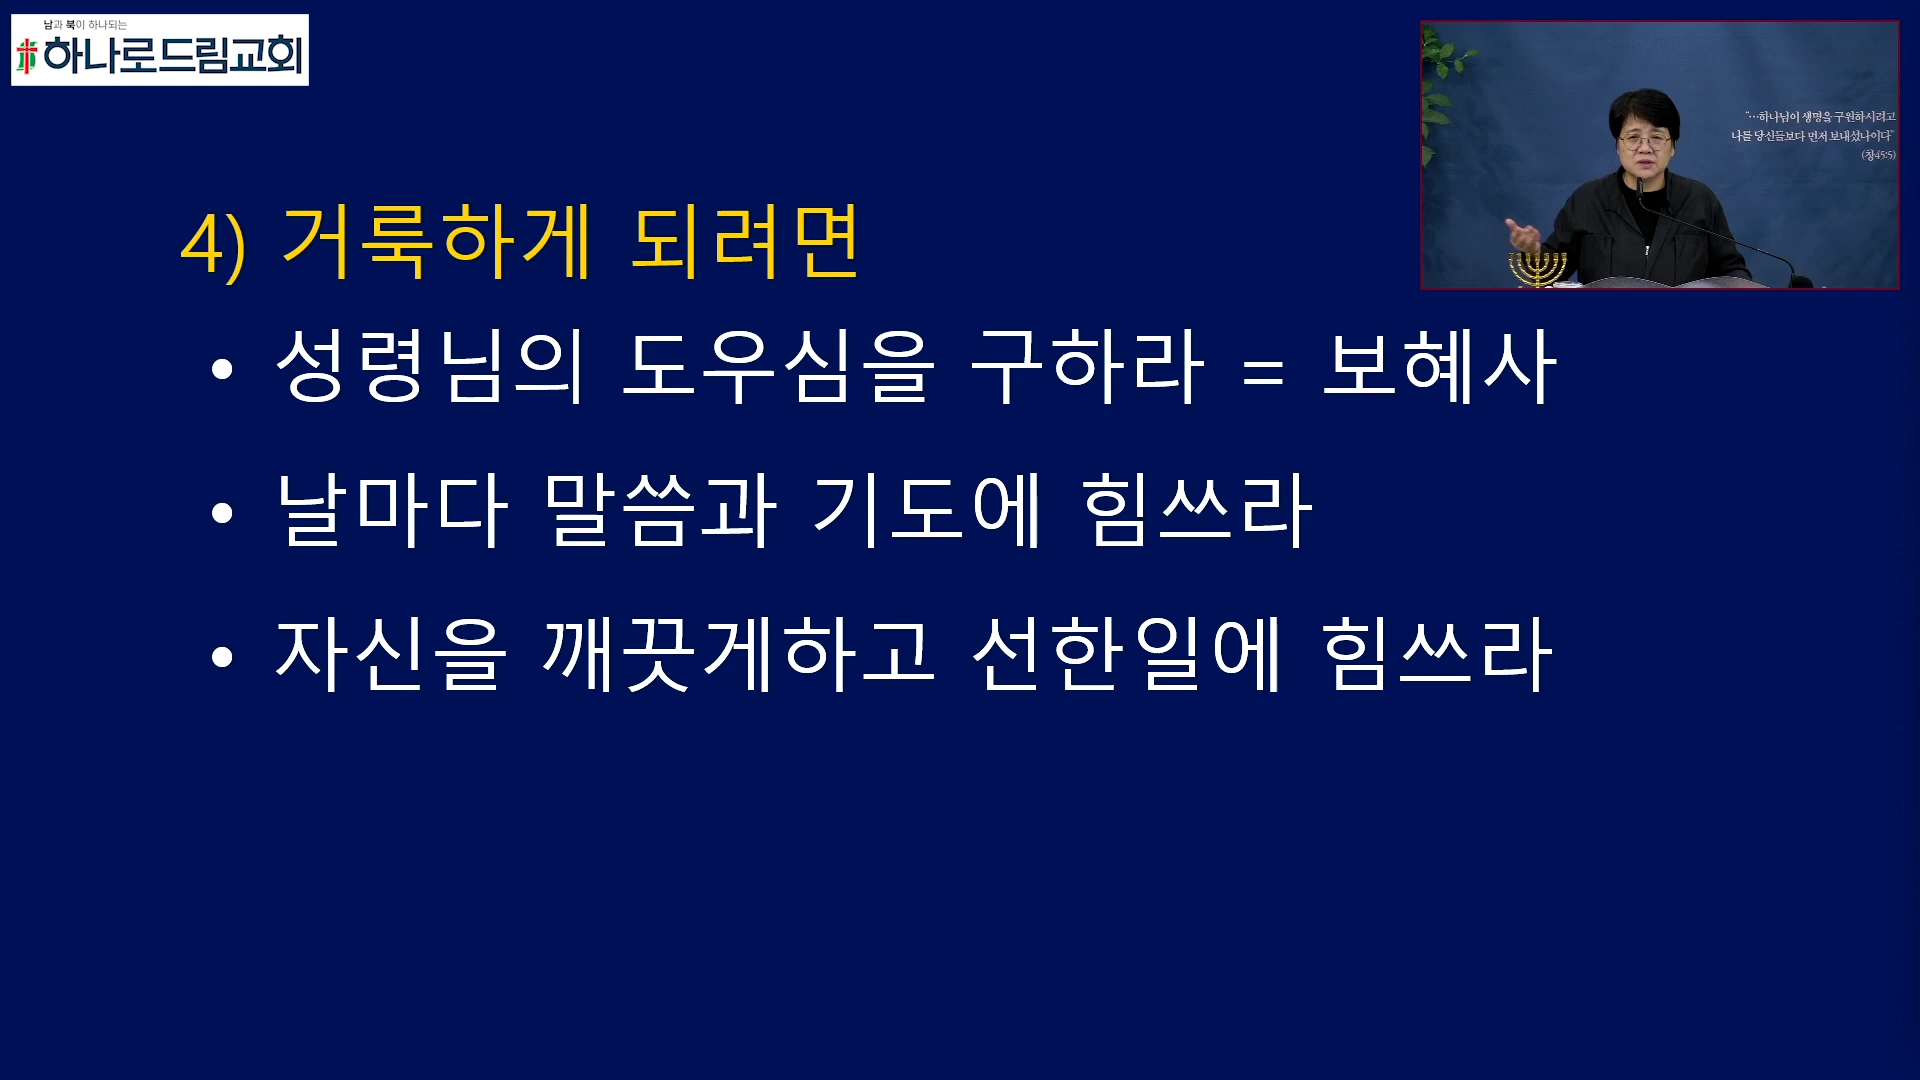 남과 북이 하나되는
하나로드림교회
"…하나님이 생명을 구원하시려고
나를 당신들보다 먼저 보내셨나이다"
(창45:5)
4) 거룩하게 되려면
• 성령님의 도우심을 구하라 = 보혜사
• 날마다 말씀과 기도에 힘쓰라
• 자신을 깨끗게하고 선한일에 힘쓰라